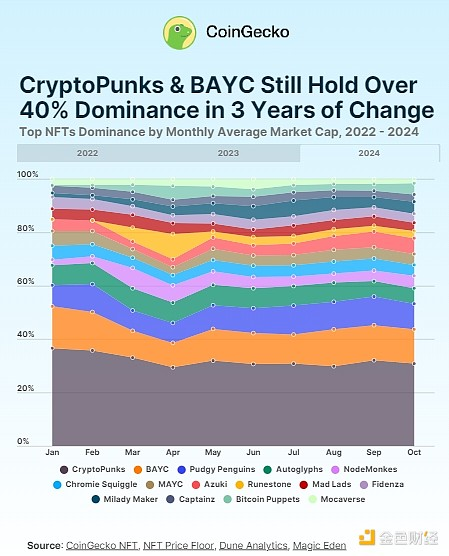 CoinGecko
CryptoPunks & BAYC Still Hold Over
40% Dominance in 3 Years of Change
Top NFTs Dominance by Monthly Average Market Cap, 2022 - 2024
2022 2023 2024
100%
80%
60%
40%
20%
0%
Jan Feb Mar Apr May Jun Jul Aug Sep Oct
CryptoPunks BAYC Pudgy Penguins Autoglyphs NodeMonkes
Chromie Squiggle MAYC Azuki Runestone Mad Lads Fidenza
Milady Maker Captainz Bitcoin Puppets Mocaverse
Source: CoinGecko NFT, NFT Price Floor, Dune Analytics, Magic Eden
金色财经